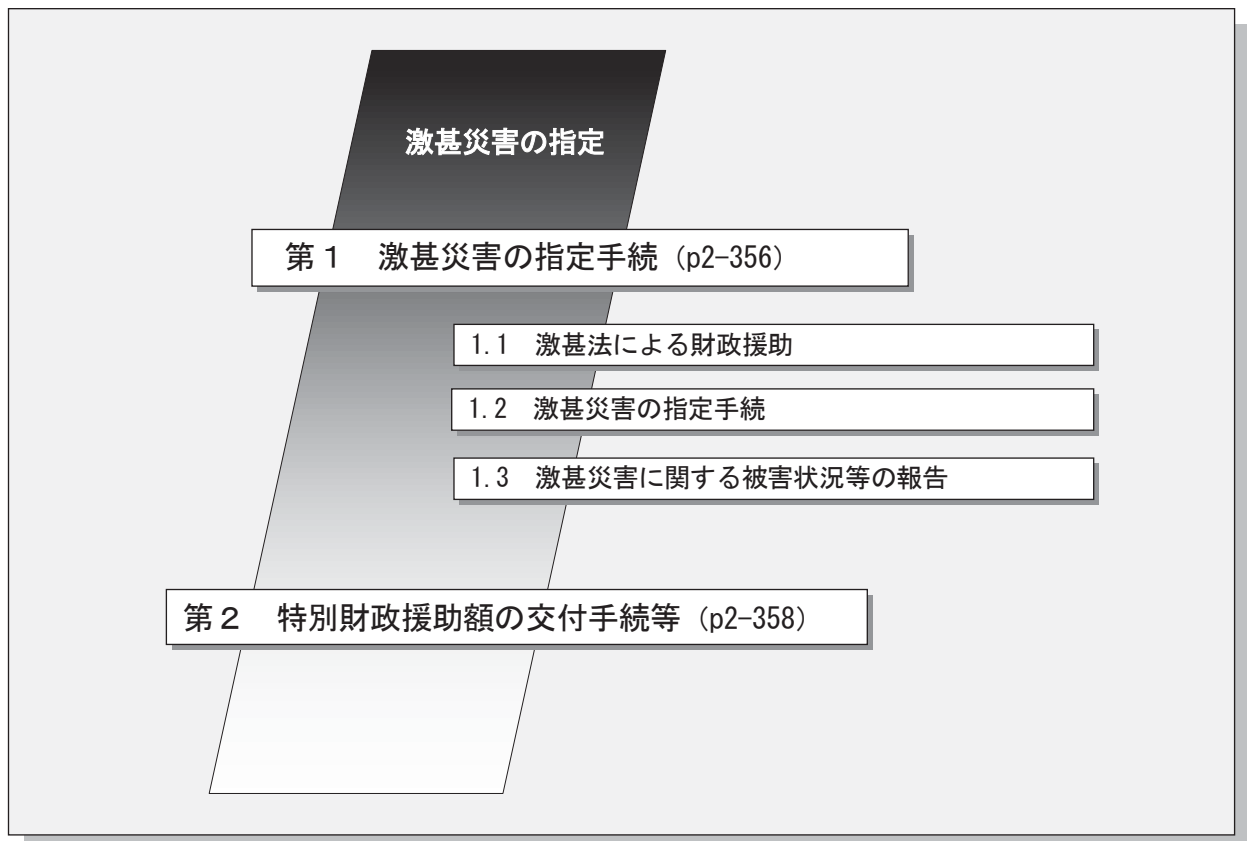 激甚災害の指定
第１　激甚災害の指定手続（p2-356）
1.1　激甚法による財政援助
1.2　激甚災害の指定手続
1.3　激甚災害に関する被害状況等の報告
第２　特別財政援助額の交付手続等（p2-358）